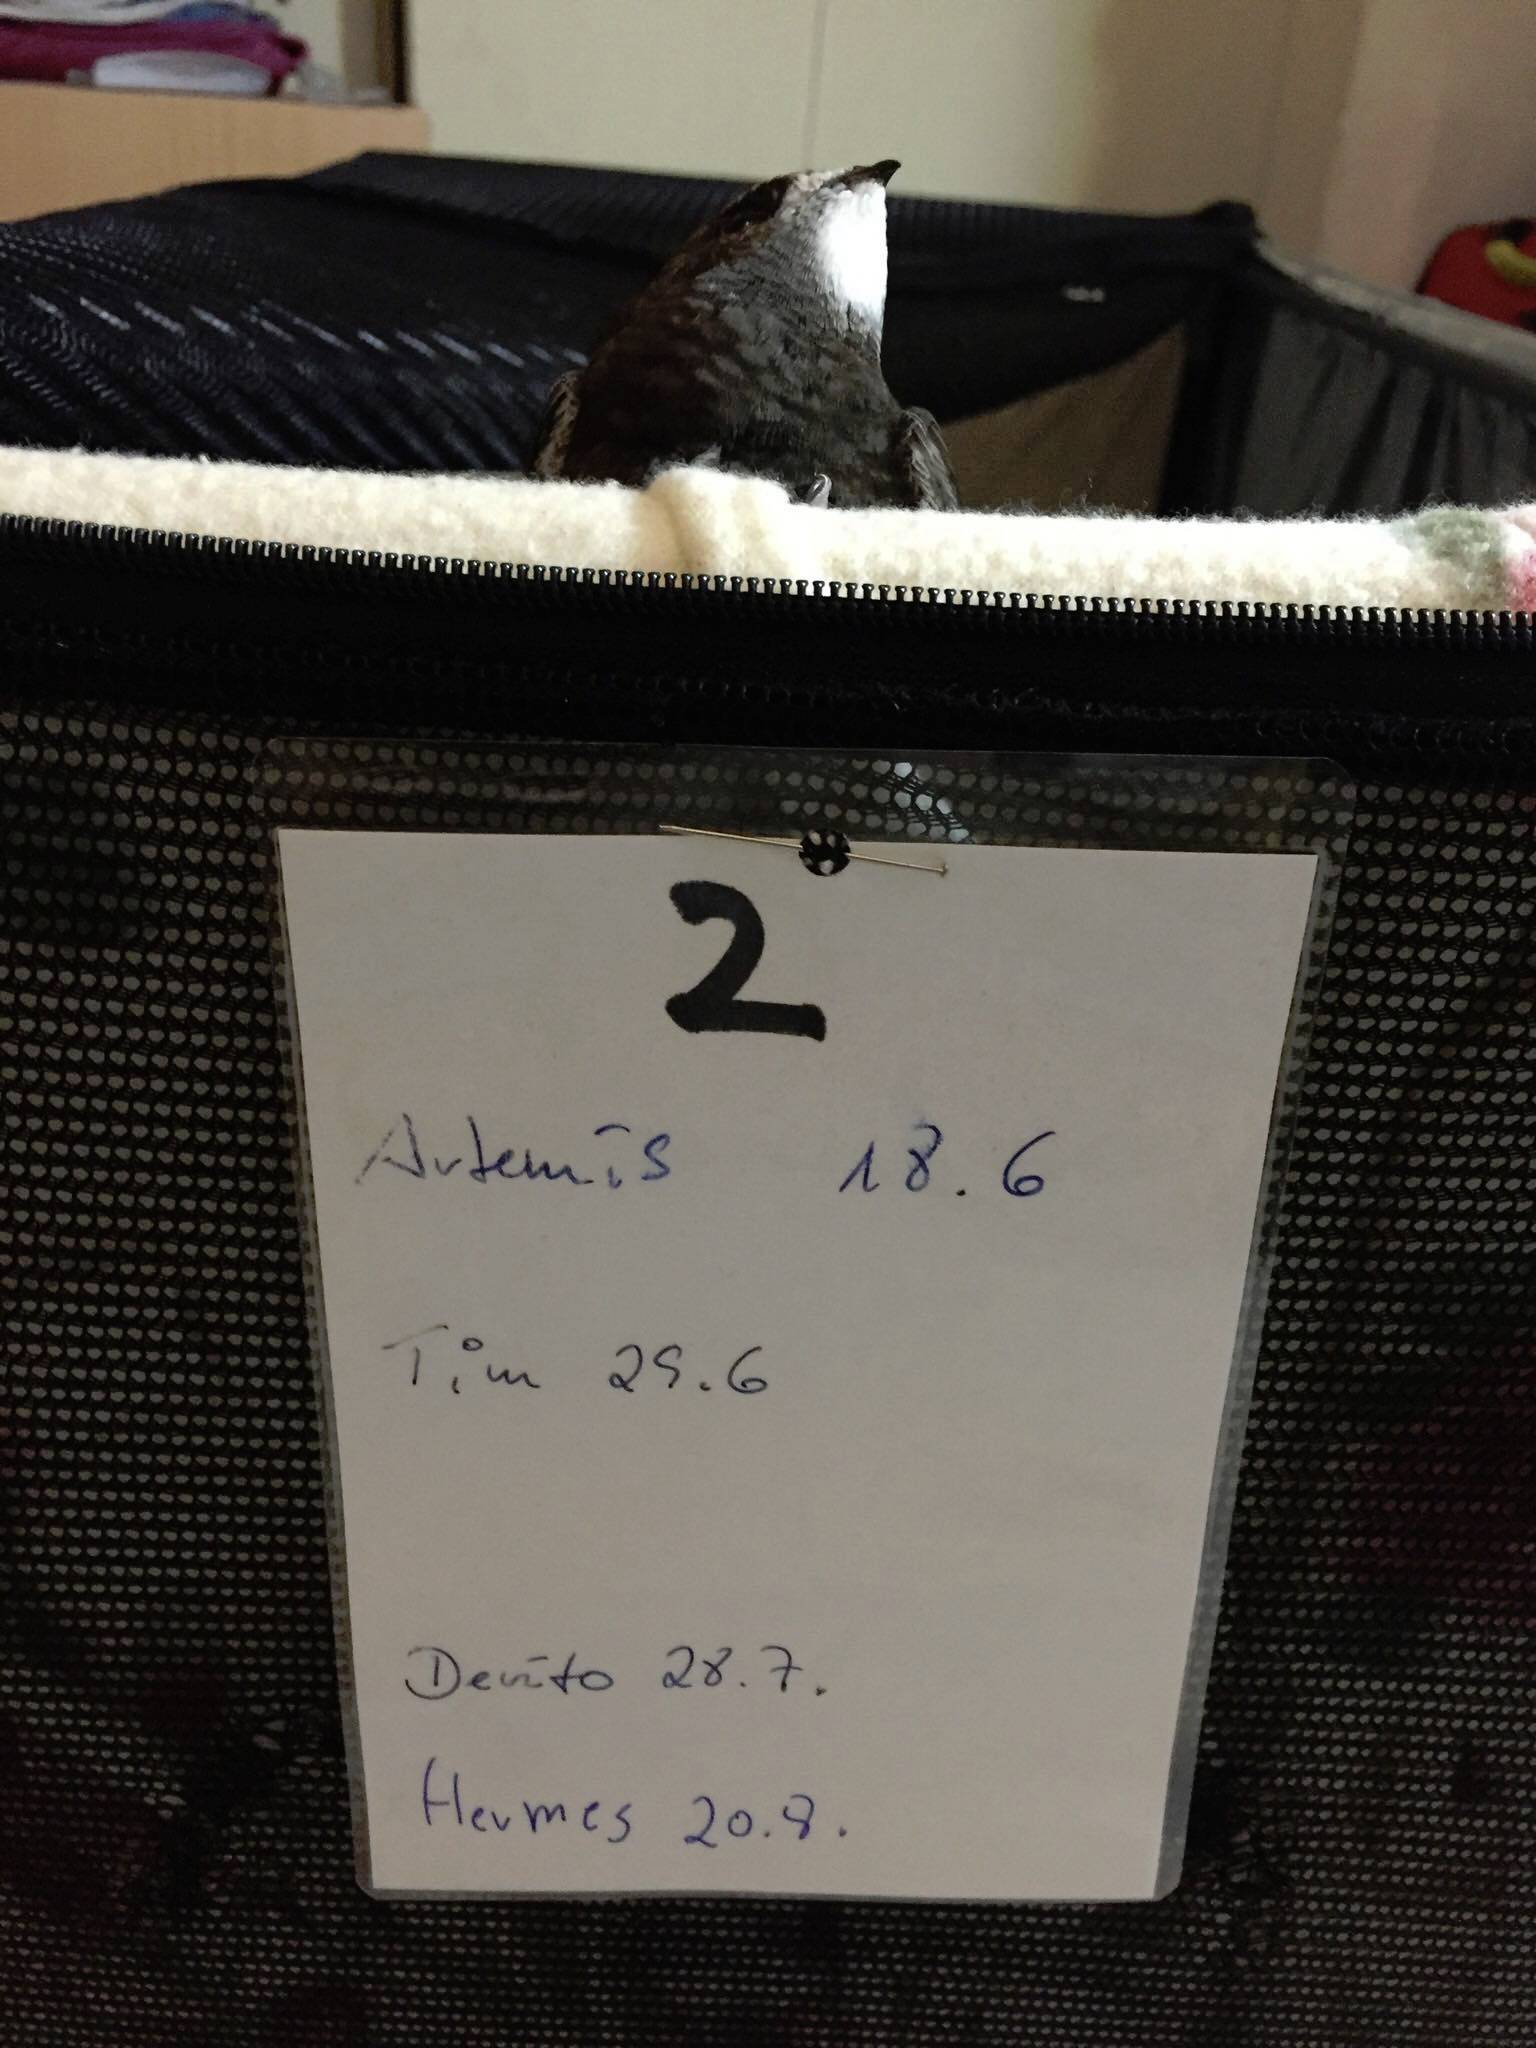 2
Artemis 18.6
Tim 29.6
Devito 28.7.
Hermes 20.8.